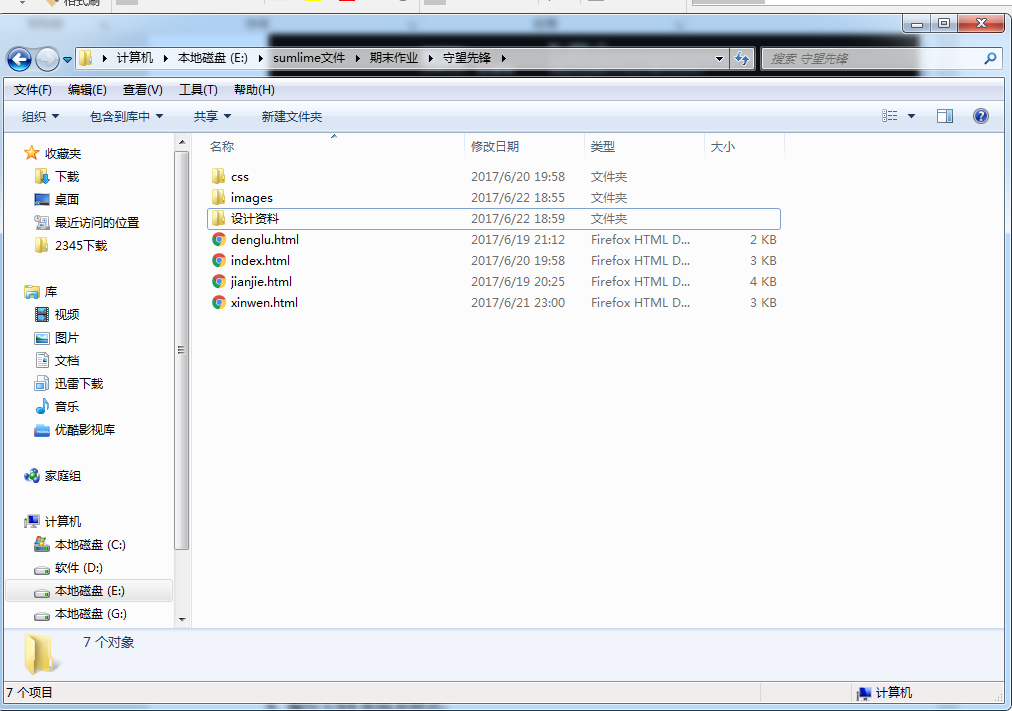 格式刷
计算机 本地磁盘 (E:) sumlime文件 期末作业 守望先锋 搜索 守望先锋
文件(F) 编辑(E) 查看(V) 工具(T) 帮助(H)
组织 包含到库中 共享 新建文件夹
收藏夹
下载
桌面
最近访问的位置
2345下载
库
视频
图片
文档
迅雷下载
音乐
优酷影视库
家庭组
计算机
本地磁盘 (C:)
软件 (D:)
本地磁盘 (E:)
本地磁盘 (G:)
名称 修改日期 类型 大小
css 2017/6/20 19:58 文件夹
images 2017/6/22 18:55 文件夹
设计资料 2017/6/22 18:59 文件夹
denglu.html 2017/6/19 21:12 Firefox HTML D... 2 KB
index.html 2017/6/20 19:58 Firefox HTML D... 3 KB
jianjie.html 2017/6/19 20:25 Firefox HTML D... 4 KB
xinwen.html 2017/6/21 23:00 Firefox HTML D... 3 KB
7 个对象
7 个项目 计算机